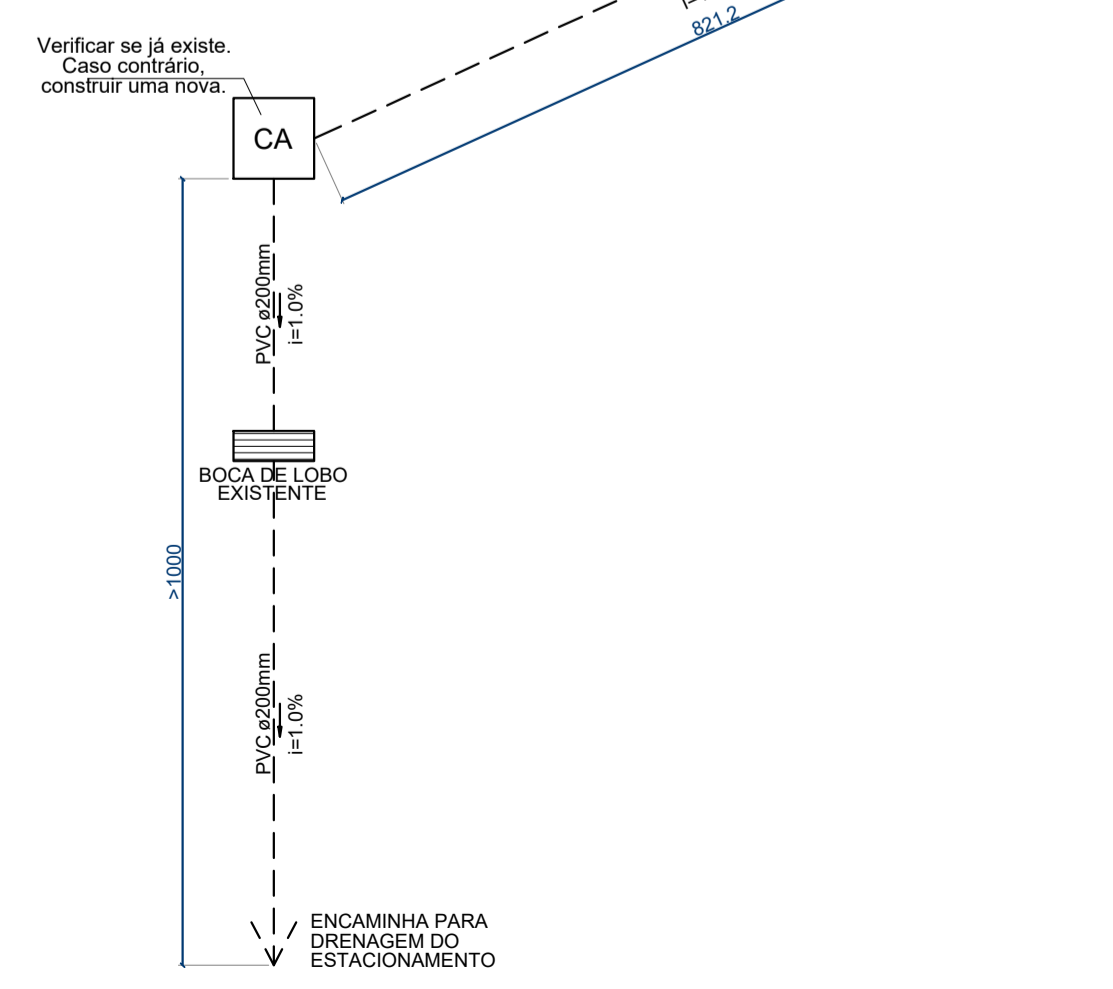 821.2
Verificar se já existe.
Caso contrário,
construir uma nova.
CA
PVC ø200mm
i=1.0%
BOCA DE LOBO
EXISTENTE
>1000
PVC ø200mm
i=1.0%
ENCAMINHA PARA
DRENAGEM DO
ESTACIONAMENTO